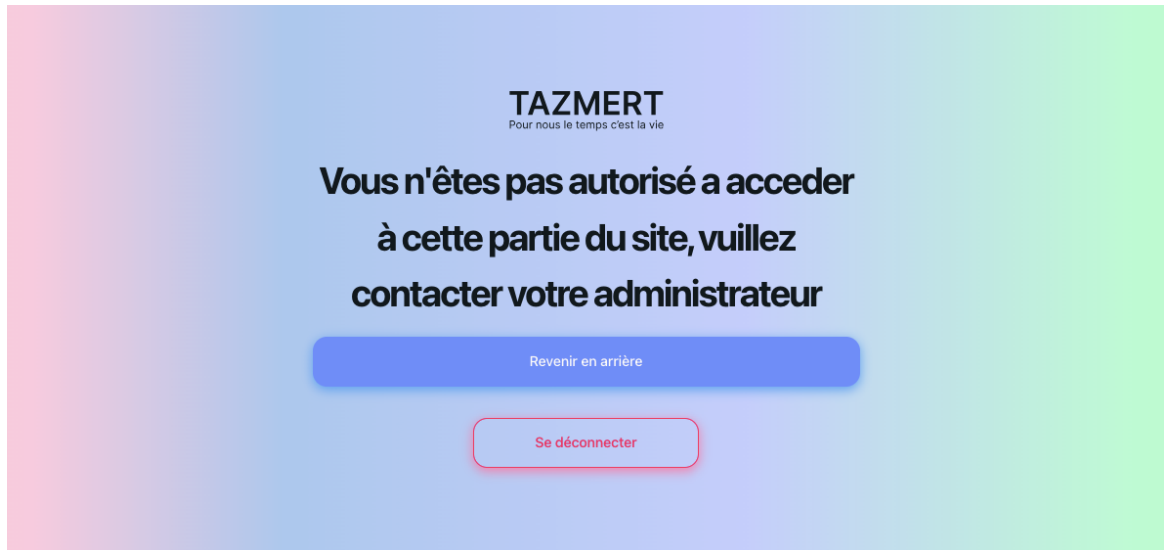 TAZMERT
Pour nous le temps c'est la vie
Vous n'êtes pas autorisé a acceder
à cette partie du site, vuillez
contacter votre administrateur
Revenir en arrière
Se déconnecter